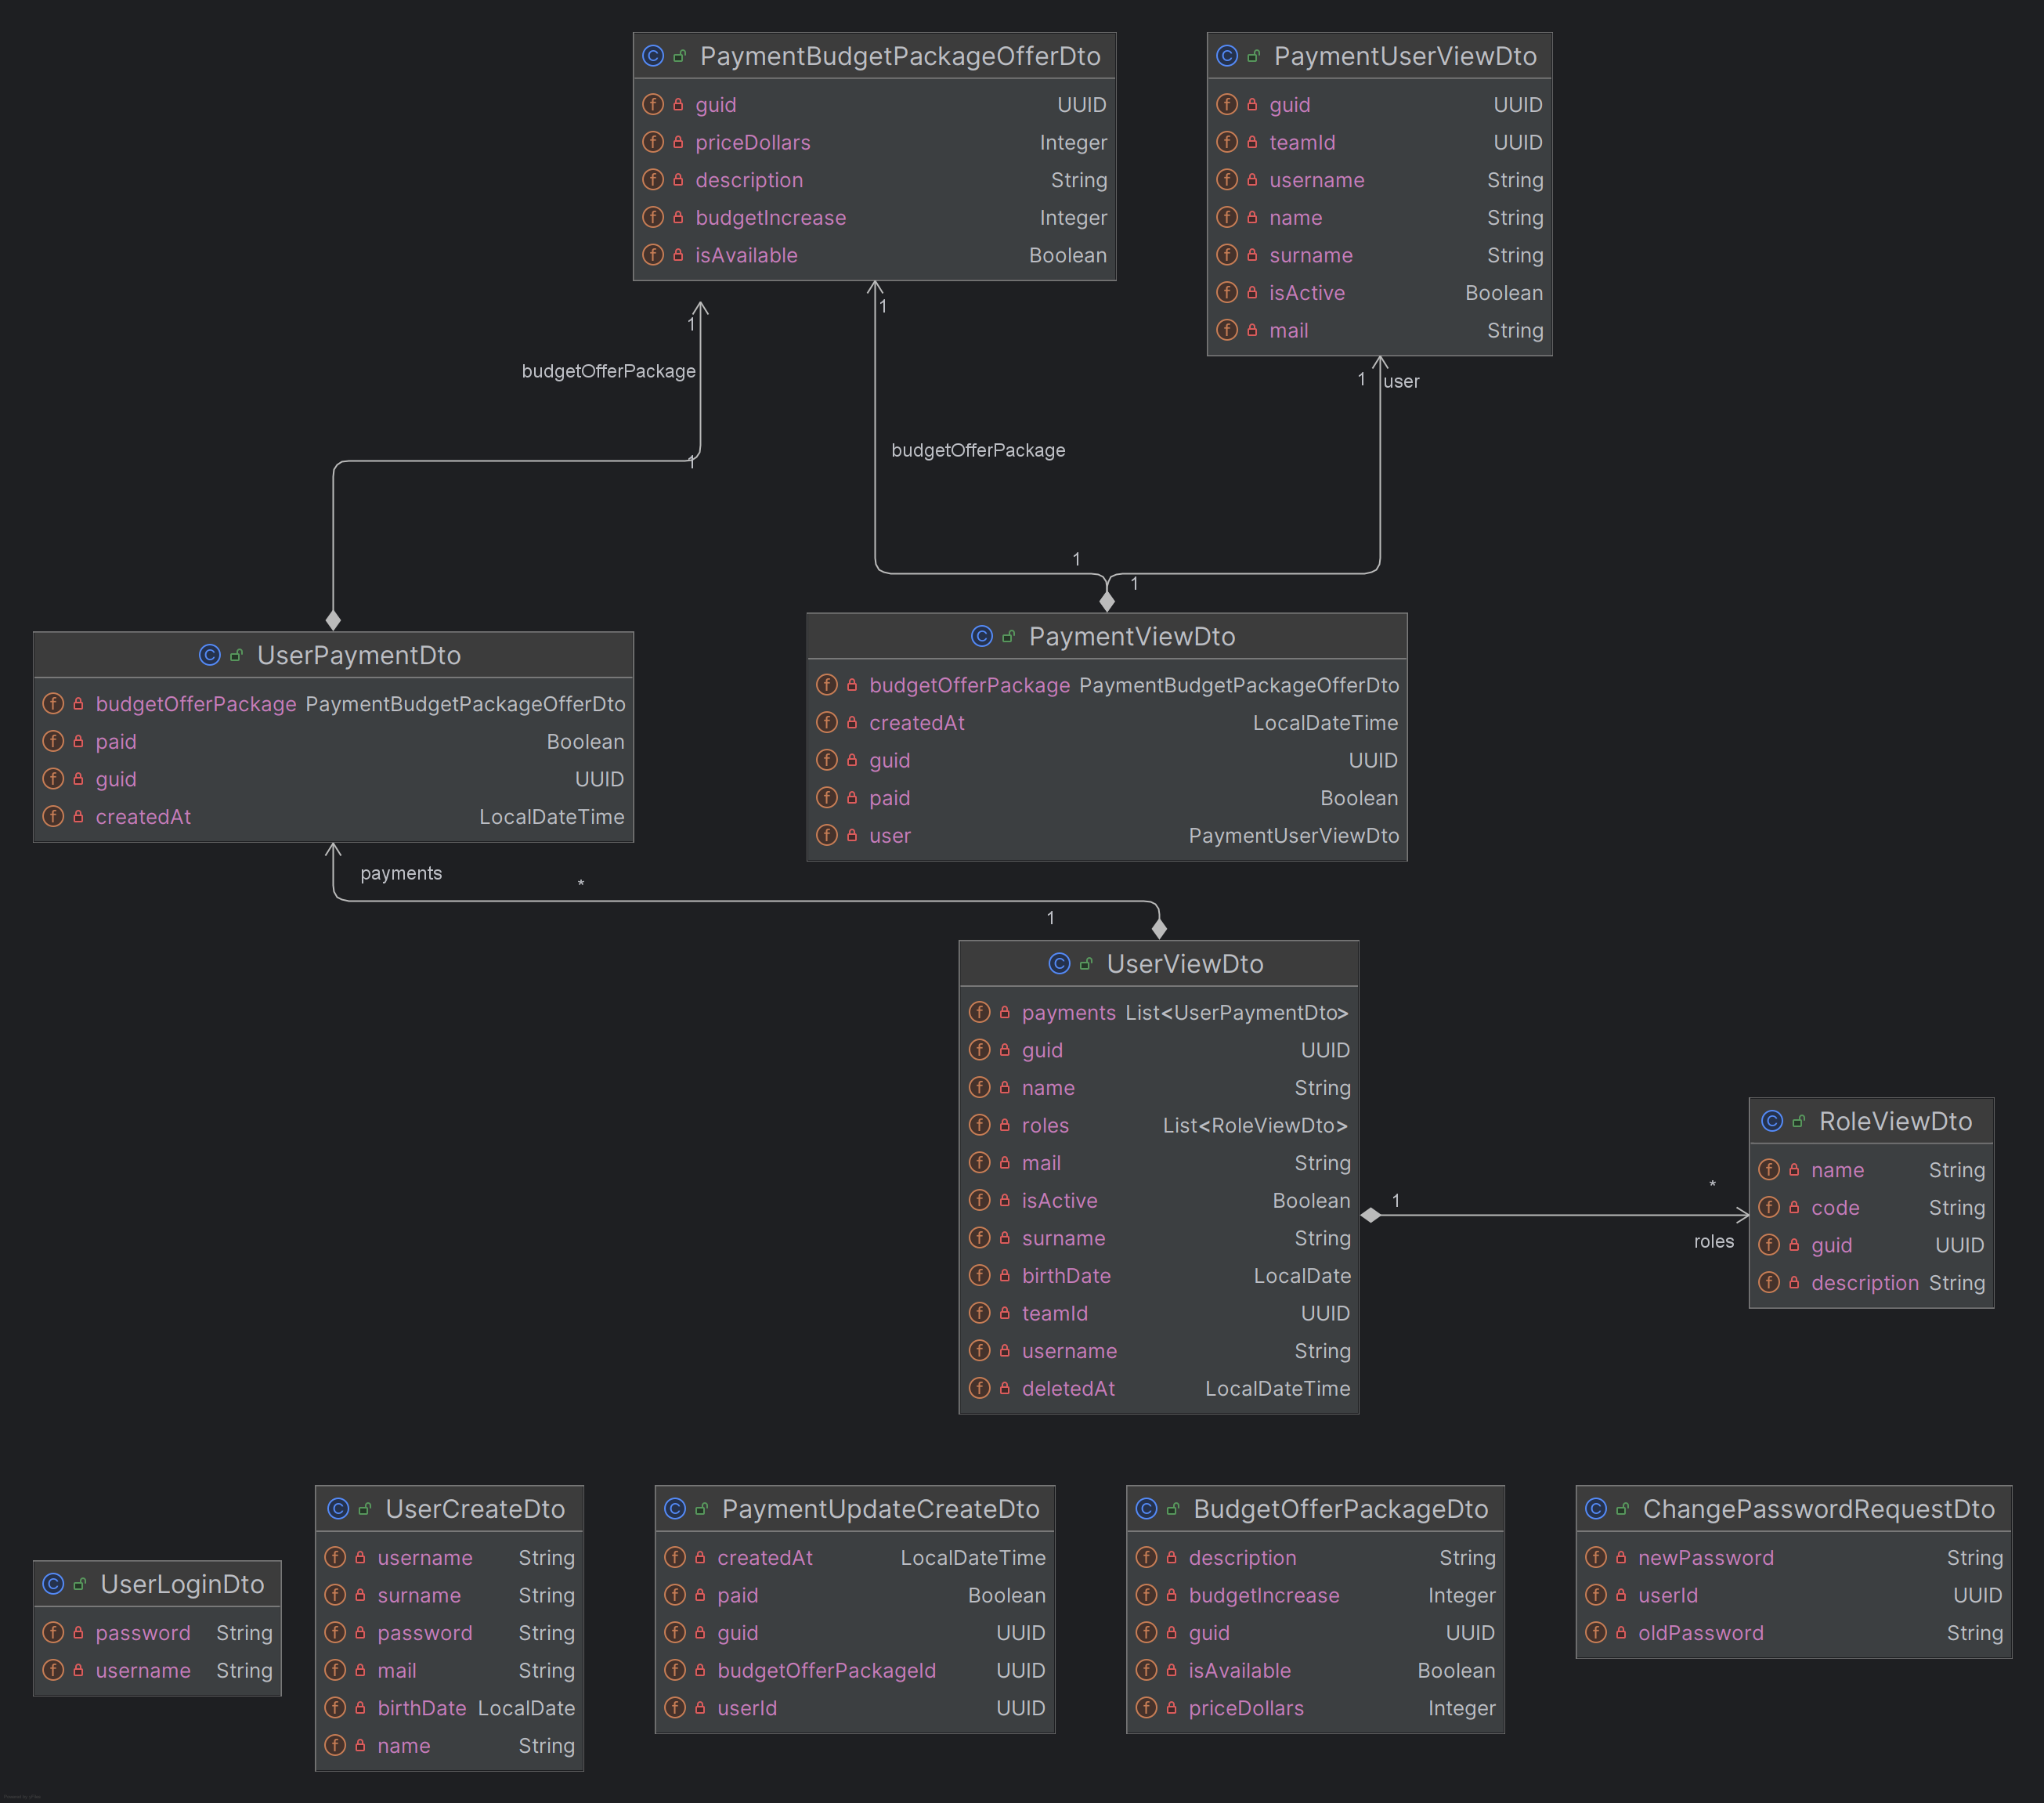 PaymentBudgetPackageOfferDto
guid UUID
priceDollars Integer
description String
budgetIncrease Integer
isAvailable Boolean
PaymentUserViewDto
guid UUID
teamId UUID
username String
name String
surname String
isActive Boolean
mail String
1
1
budgetOfferPackage
1
1 user
budgetOfferPackage
1
1
UserPaymentDto
budgetOfferPackage PaymentBudgetPackageOfferDto
paid Boolean
guid UUID
createdAt LocalDateTime
PaymentViewDto
budgetOfferPackage PaymentBudgetPackageOfferDto
createdAt LocalDateTime
guid UUID
paid Boolean
user PaymentUserViewDto
payments
*
1
UserViewDto
payments List<UserPaymentDto>
guid UUID
name String
roles List<RoleViewDto>
mail String
isActive Boolean
surname String
birthDate LocalDate
teamId UUID
username String
deletedAt LocalDateTime
1
*
roles
RoleViewDto
name String
code String
guid UUID
description String
UserLoginDto
password String
username String
UserCreateDto
username String
surname String
password String
mail String
birthDate LocalDate
name String
PaymentUpdateCreateDto
createdAt LocalDateTime
paid Boolean
guid UUID
budgetOfferPackageId UUID
userId UUID
BudgetOfferPackageDto
description String
budgetIncrease Integer
guid UUID
isAvailable Boolean
priceDollars Integer
ChangePasswordRequestDto
newPassword String
userId UUID
oldPassword String